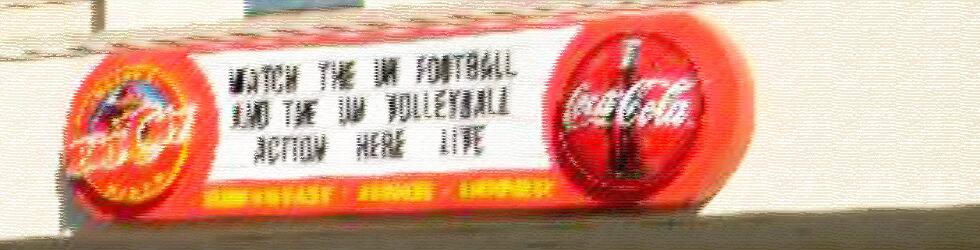 WATCH THE UW FOOTBALL
AND THE UW VOLLEYBALL
ACTION HERE LIVE
Coca-Cola